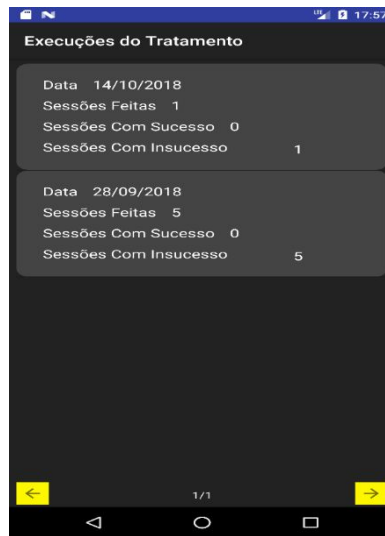 LTE 17:57
Execuções do Tratamento
Data 14/10/2018
Sessões Feitas 1
Sessões Com Sucesso 0
Sessões Com Insucesso 1
Data 28/09/2018
Sessões Feitas 5
Sessões Com Sucesso 0
Sessões Com Insucesso 5
1/1